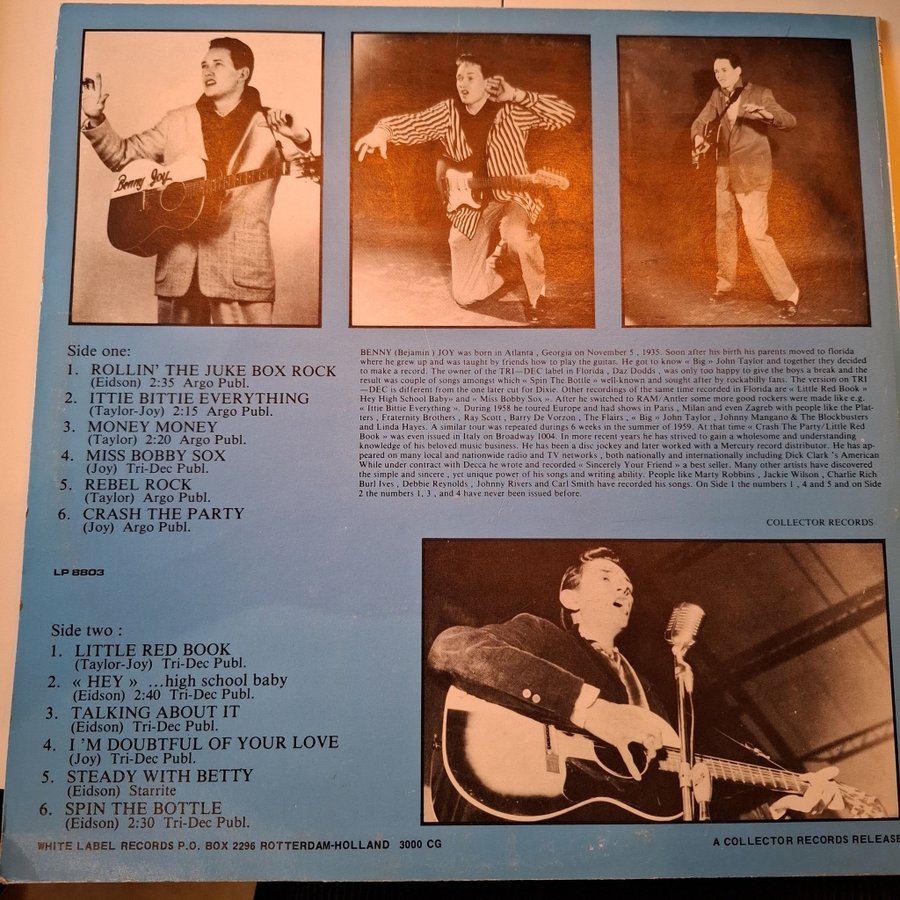 Benny Joy
Side one:
1. ROLLIN' THE JUKE BOX ROCK
(Eidson) 2:35 Argo Publ.
2. ITTIE BITTIE EVERYTHING
(Taylor-Joy) 2:15 Argo Publ.
3. MONEY MONEY
(Taylor) 2:20 Argo Publ.
4. MISS BOBBY SOX
(Joy) Tri-Dec Publ.
5. REBEL ROCK
(Taylor) Argo Publ.
6. CRASH THE PARTY
(Joy) Argo Publ.
BENNY (Bejamin ) JOY was born in Atlanta , Georgia on November 5 , 1935. Soon after his birth his parents moved to florida
where he grew up and was taught by friends how to play the guitar. He got to know « Big » John Taylor and together they decided
to make a record. The owner of the TRI—DEC label in Florida , Daz Dodds , was only too happy to give the boys a break and the
result was couple of songs amongst which « Spin The Bottle » well-known and sought after by rockabilly fans. The version on TRI
—DEC is different from the one later cut for Dixie. Other recordings of the same time recorded in Florida are « Little Red Book »
Hey High School Baby» and « Miss Bobby Sox ». After he switched to RAM/Antler some more good rockers were made like e.g.
« Ittie Bittie Everything ». During 1958 he toured Europe and had shows in Paris , Milan and even Zagreb with people like the Plat-
ters , Fraternity Brothers , Ray Scott , Barry De Vorzon , The Flairs , « Big » John Taylor , Johnny Mangano & The Blockbusters
and Linda Hayes. A similar tour was repeated durings 6 weeks in the summer of 1959. At that time « Crash The Party/Little Red
Book » was even issued in Italy on Broadway 1004. In more recent years he has strived to gain a wholesome and understanding
knowledge of his beloved music business. He has been a disc jockey and later worked with a Mercury record distributor. He has ap-
peared on many local and nationwide radio and TV networks , both nationally and internationally including Dick Clark 's American
While under contract with Decca he wrote and recorded « Sincerely Your Friend » a best seller. Many other artists have discovered
the simple and sincere , yet unique power of his songs and writing ability. People like Marty Robbins , Jackie Wilson , Charlie Rich
Burl Ives , Debbie Reynolds , Johnny Rivers and Carl Smith have recorded his songs. On Side 1 the numbers 1 , 4 and 5 and on Side
2 the numbers 1, 3 , and 4 have never been issued before.
COLLECTOR RECORDS
LP 8803
Side two :
1. LITTLE RED BOOK
(Taylor-Joy) Tri-Dec Publ.
2. « HEY » ...high school baby
(Eidson) 2:40 Tri-Dec Publ.
3. TALKING ABOUT IT
(Eidson) Tri-Dec Publ.
4. I 'M DOUBTFUL OF YOUR LOVE
(Joy) Tri-Dec Publ.
5. STEADY WITH BETTY
(Eidson) Starrite
6. SPIN THE BOTTLE
(Eidson) 2:30 Tri-Dec Publ.
WHITE LABEL RECORDS P.O. BOX 2296 ROTTERDAM-HOLLAND 3000 CG
A COLLECTOR RECORDS RELEASE